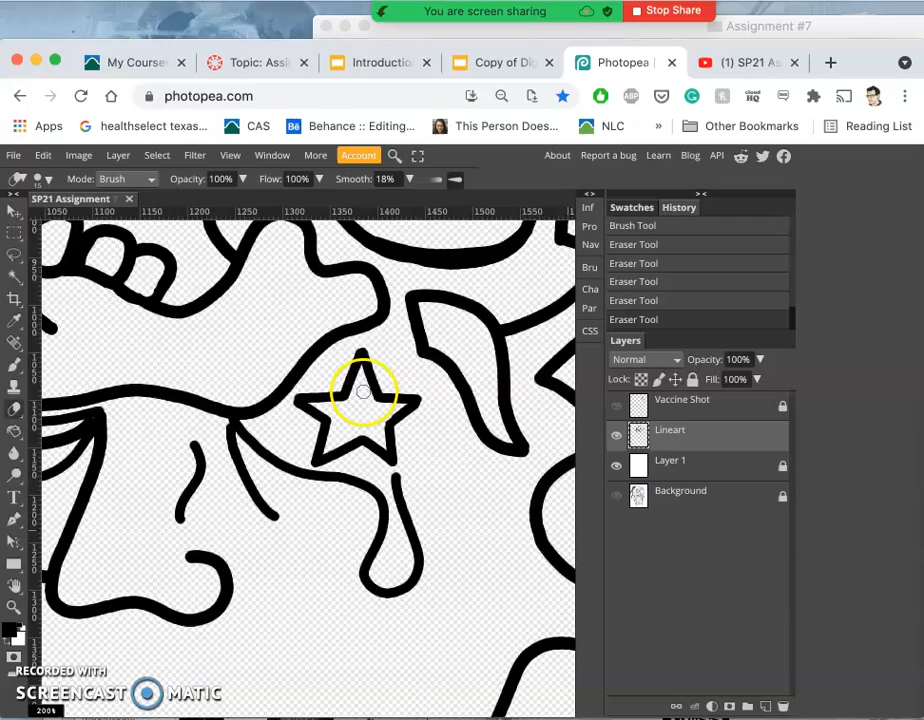 You are screen sharing
Stop Share
Assignment #7
My Course
Topic: Assi
Introduction
Copy of Dig
Photopea |
(1) SP21 As
photopea.com
Apps
healthselect texas...
CAS
Behance :: Editing...
This Person Does...
NLC
»
Other Bookmarks
Reading List
File Edit Image Layer Select Filter View Window More Account
About Report a bug Learn Blog API
15 Mode: Brush Opacity: 100% Flow: 100% Smooth: 18%
SP21 Assignment 7
1050 1100 1150 1200 1250 1300 1350 1400 1450 1500
Inf
Pro
Nav
Bru
Cha
Par
CSS
Swatches History
Brush Tool
Eraser Tool
Eraser Tool
Eraser Tool
Eraser Tool
Eraser Tool
Layers
Normal Opacity: 100%
Lock: Fill: 100%
Vaccine Shot
Lineart
Layer 1
Background
RECORDED WITH
SCREENCAST MATIC
200%